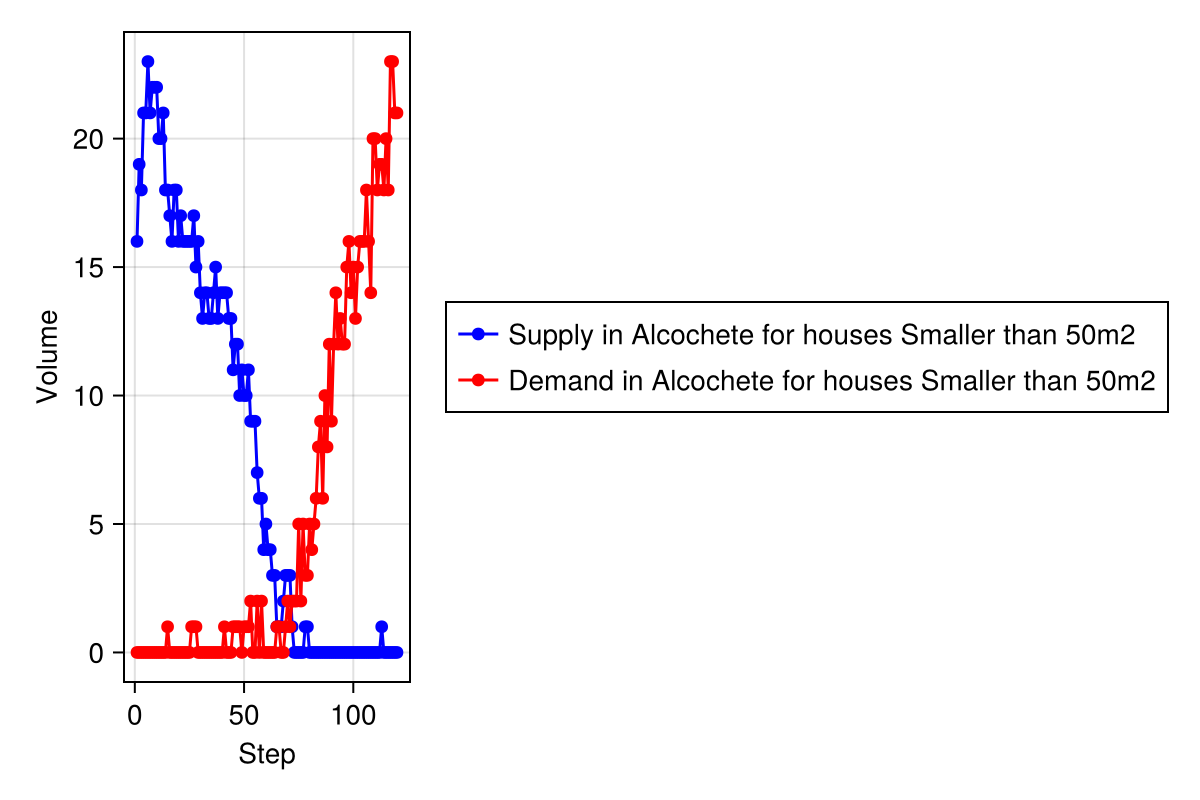 20
15
10
5
0
Volume
0 50 100
Step
Supply in Alcochete for houses Smaller than 50m2
Demand in Alcochete for houses Smaller than 50m2